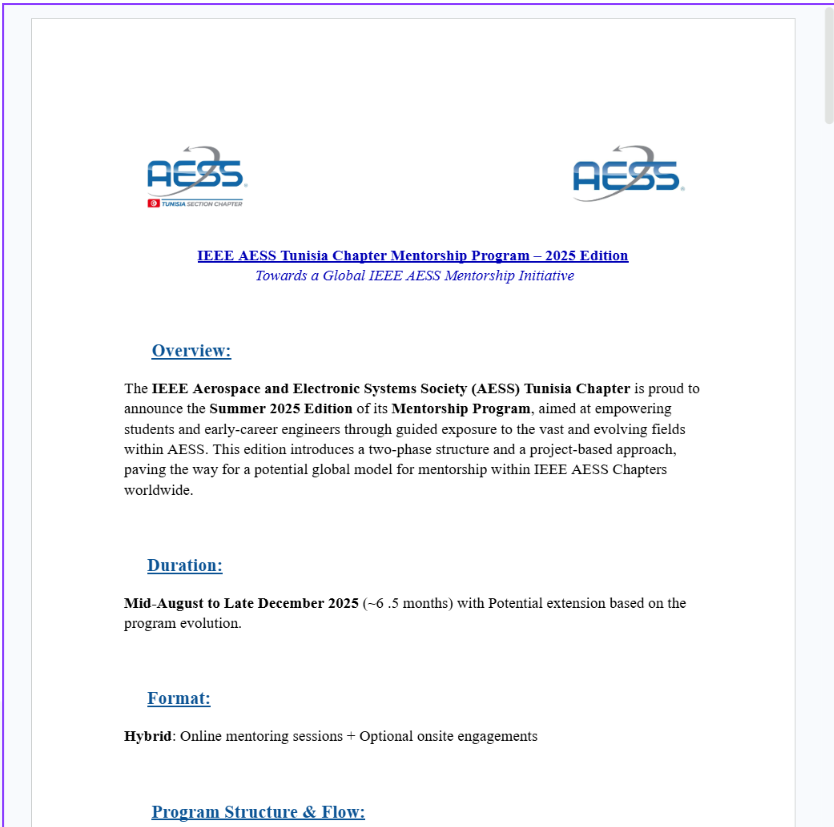 AESS
TUNISIA SECTION CHAPTER
AESS
IEEE AESS Tunisia Chapter Mentorship Program – 2025 Edition
Towards a Global IEEE AESS Mentorship Initiative
Overview:
The IEEE Aerospace and Electronic Systems Society (AESS) Tunisia Chapter is proud to
announce the Summer 2025 Edition of its Mentorship Program, aimed at empowering
students and early-career engineers through guided exposure to the vast and evolving fields
within AESS. This edition introduces a two-phase structure and a project-based approach,
paving the way for a potential global model for mentorship within IEEE AESS Chapters
worldwide.
Duration:
Mid-August to Late December 2025 (~6 .5 months) with Potential extension based on the
program evolution.
Format:
Hybrid: Online mentoring sessions + Optional onsite engagements
Program Structure & Flow: